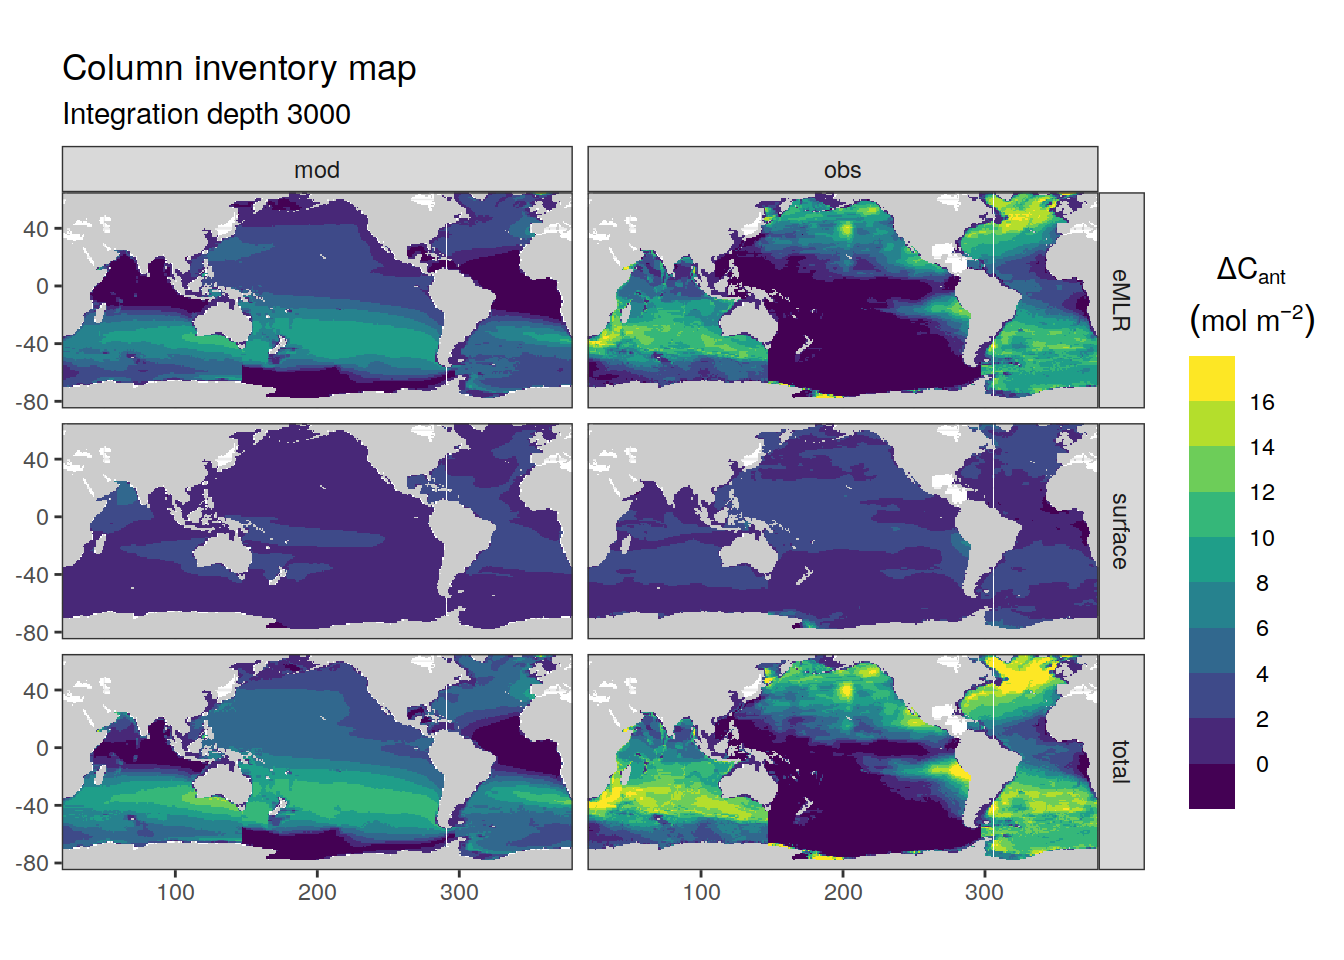 Column inventory map
Integration depth 3000
mod obs
40
0
-40
-80
eMLR
40
0
-40
-80
surface
40
0
-40
-80
total
100 200 300 100 200 300
ΔCant
(mol m−2)
16
14
12
10
8
6
4
2
0